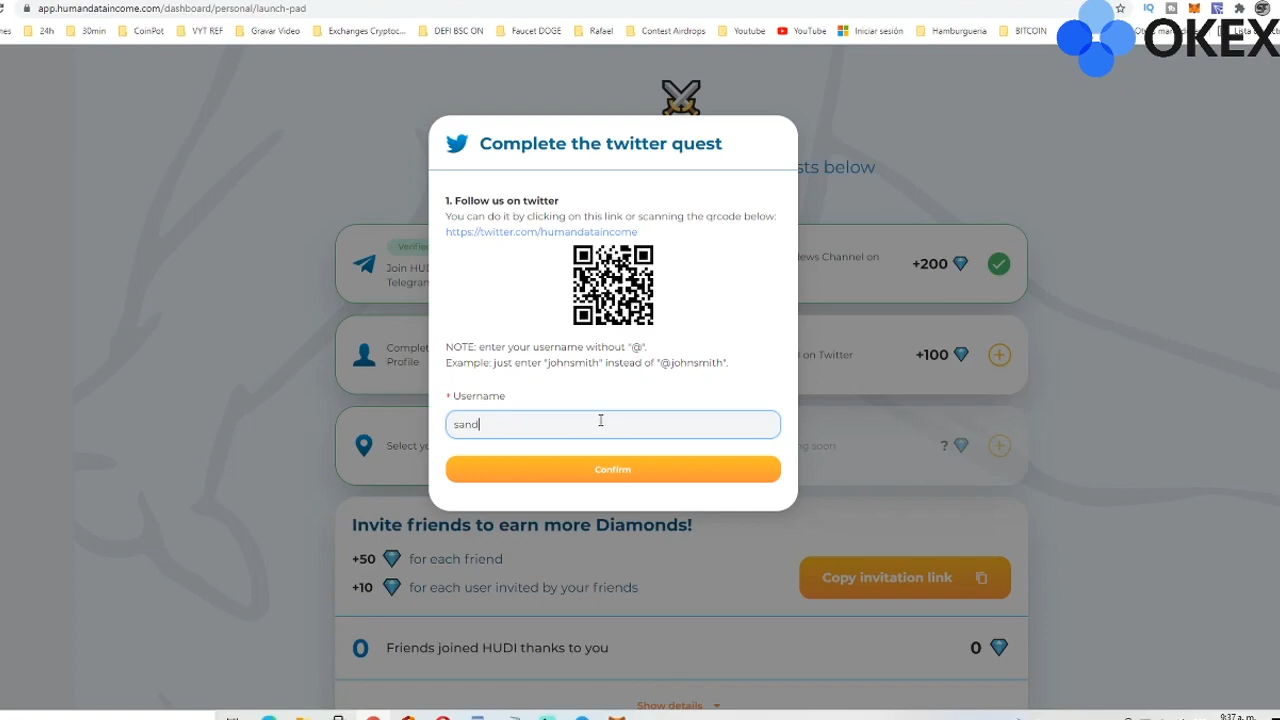 app.humandataincome.com/dashboard/personal/launch-pad
24h
30min
CoinPot
VYT REF
Gravar Video
Exchanges Cryptoc...
DEFI BSC ON
Faucet DOGE
Rafael
Contest Airdrops
Youtube
YouTube
Iniciar sesión
Hamburgueria
BITCOIN
OKEX
Complete the twitter quest
sts below
1. Follow us on twitter
You can do it by clicking on this link or scanning the qrcode below:
https://twitter.com/humandataincome
Verifie
Join HUD
Telegra
ews Channel on
+200
NOTE: enter your username without "@".
Example: just enter "johnsmith" instead of "@johnsmith".
Complet
Profile
on Twitter
+100
* Username
sand
Select yo
ng soon
?
Confirm
Invite friends to earn more Diamonds!
+50 for each friend
+10 for each user invited by your friends
Copy invitation link
0 Friends joined HUDI thanks to you
0
Show details
9:37